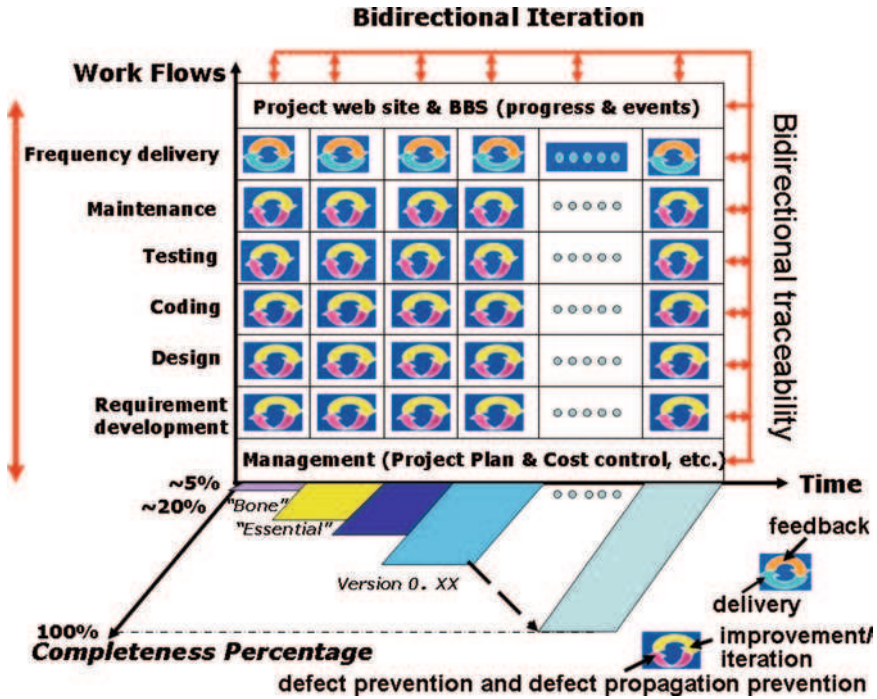 Bidirectional Iteration
Work Flows
Project web site & BBS (progress & events)
Frequency delivery
Maintenance
Testing
Coding
Design
Requirement
development
Management (Project Plan & Cost control, etc.)
Bidirectional traceability
~5%
Time
~20%
"Bone"
"Essential"
feedback
Version 0. XX
delivery
100%
Completeness Percentage
improvement/
iteration
defect prevention and defect propagation prevention